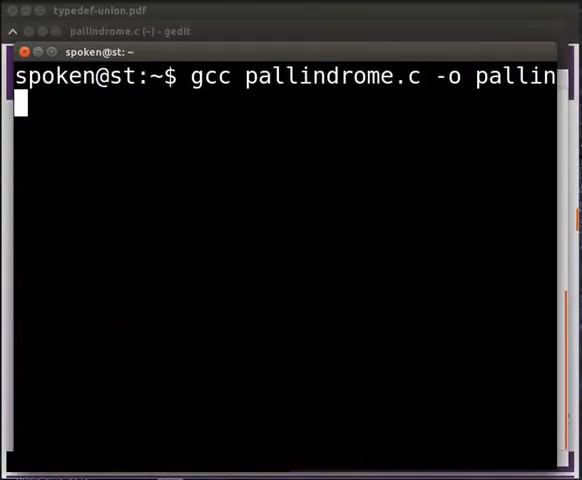 typedef-union.pdf
pallindrome.c (~) - gedit
spoken@st: ~
spoken@st:~$ gcc pallindrome.c -o pallin